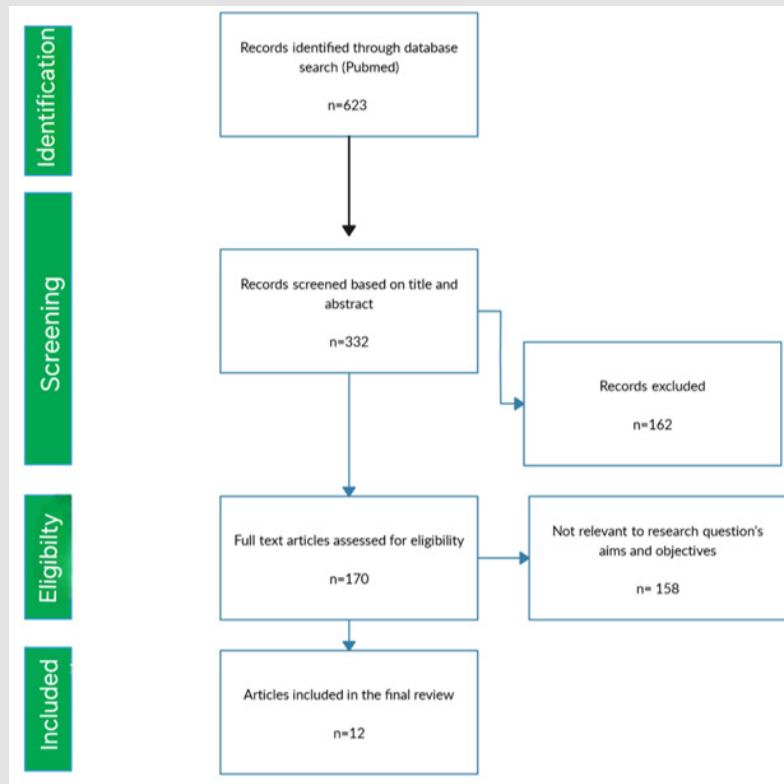 Identification
Records identified through database
search (Pubmed)
n=623
Screening
Records screened based on title and
abstract
n=332
Records excluded
n=162
Eligibilty
Full text articles assessed for eligibility
n=170
Not relevant to research question's
aims and objectives
n= 158
Included
Articles included in the final review
n=12